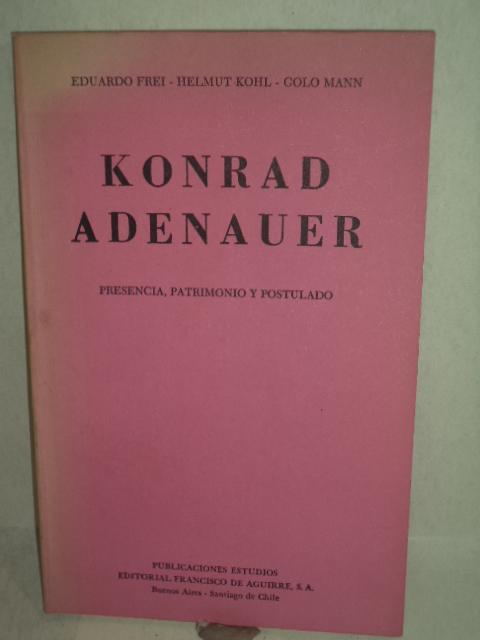 EDUARDO FREI - HELMUT KOHL - GOLO MANN
KONRAD
ADENAUER
PRESENCIA, PATRIMONIO Y POSTULADO
PUBLICACIONES ESTUDIOS
EDITORIAL FRANCISCO DE AGUIRRE, S. A.
Buenos Aires - Santiago de Chile